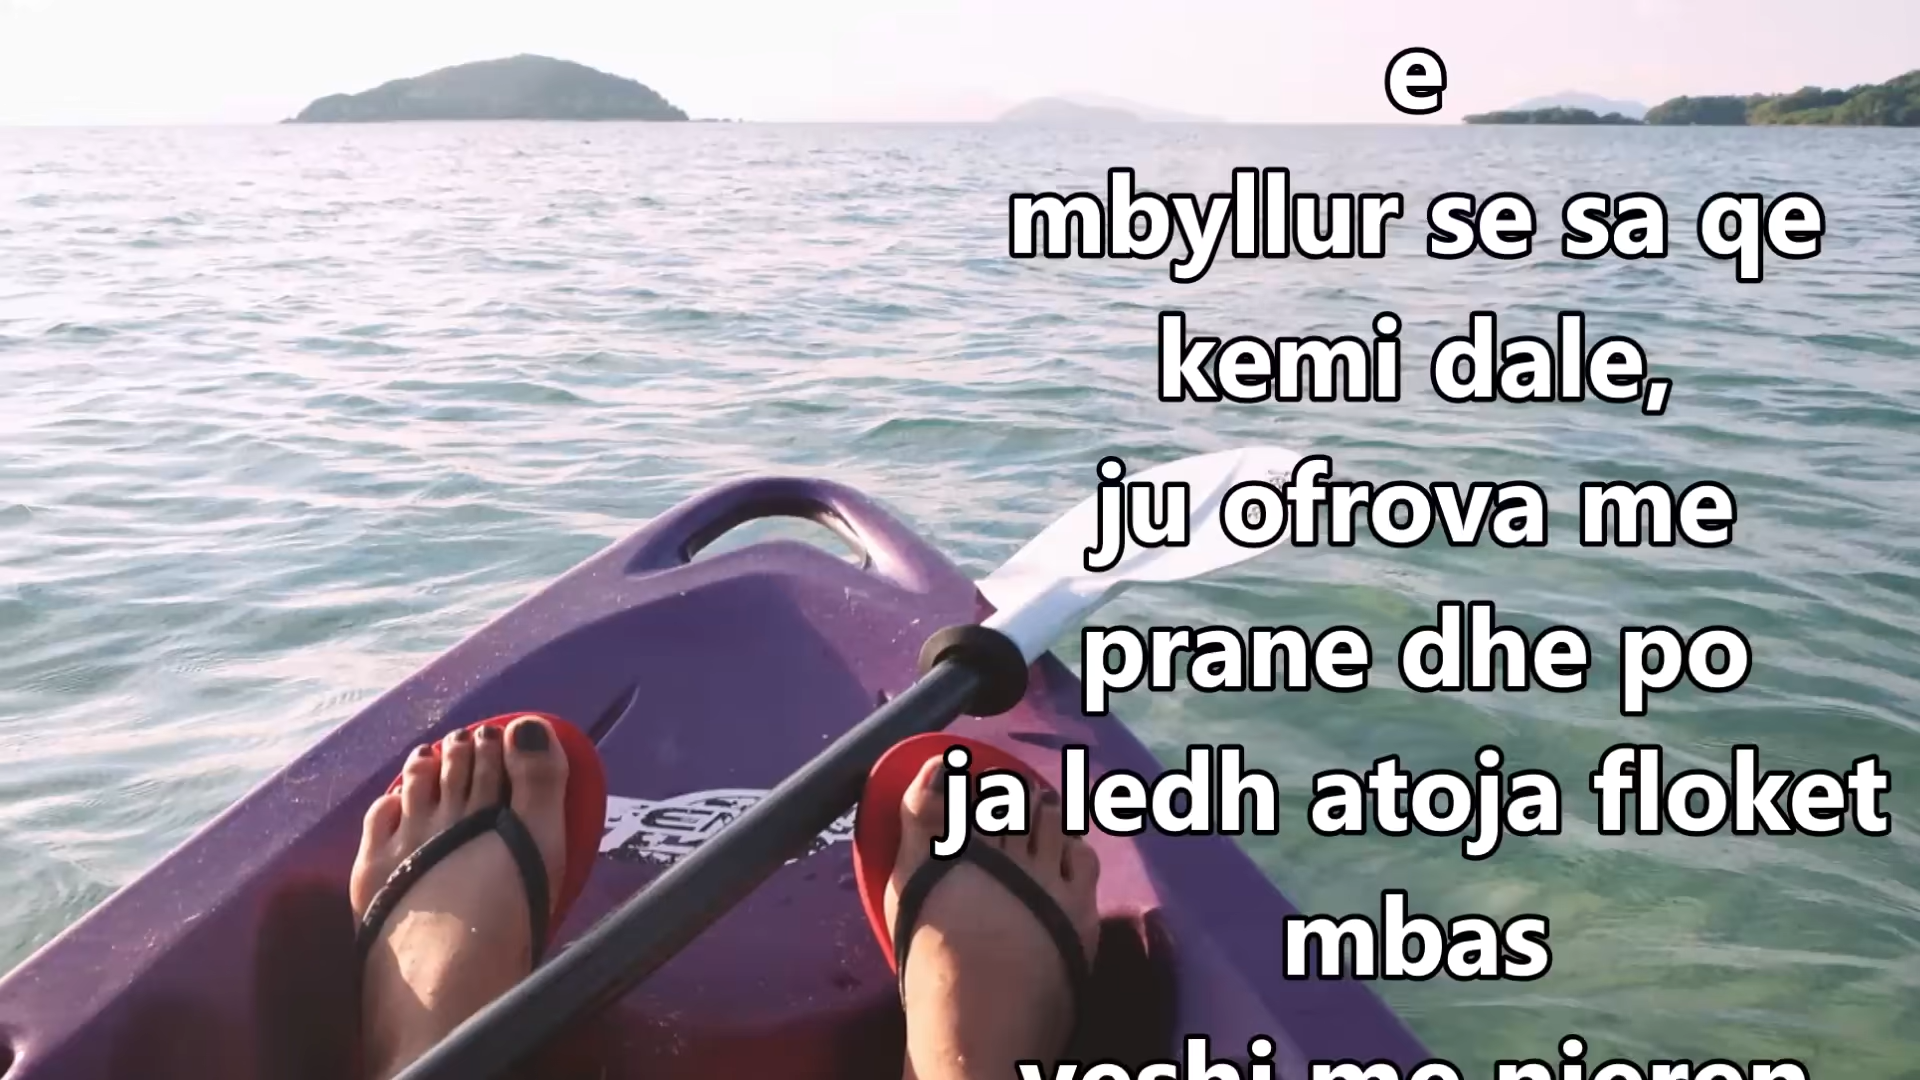 e
mbyllur se sa qe
kemi dale,
ju ofrova me
prane dhe po
ja ledh atoja floket
mbas
veshi me njeren